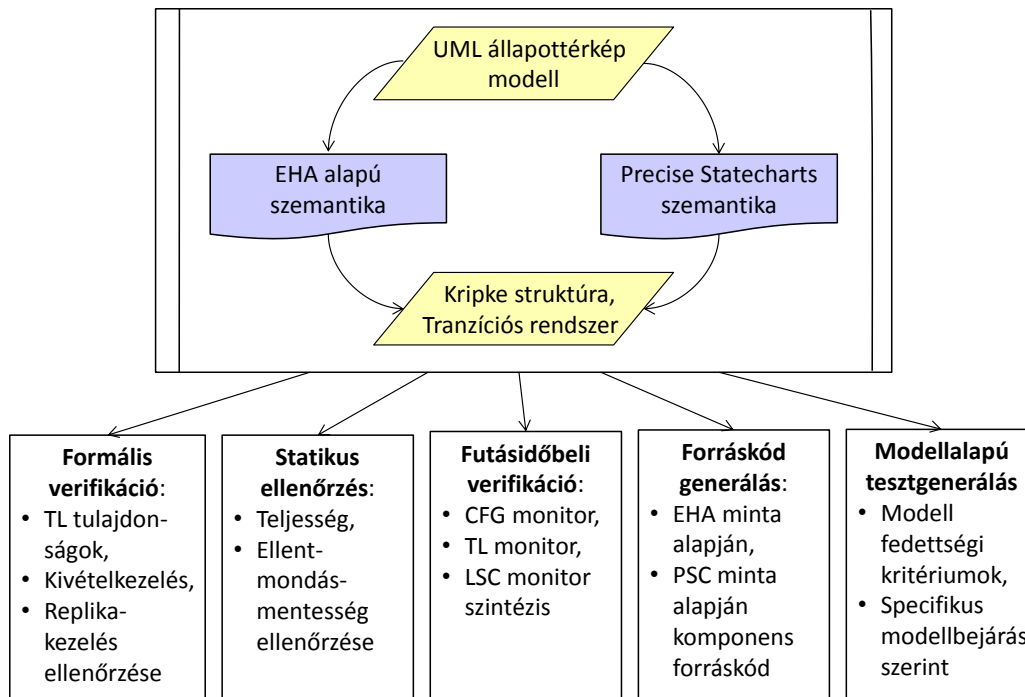 UML állapottérkép
modell
EHA alapú
szemantika
Precise Statecharts
szemantika
Kripke struktúra,
Tranzíciós rendszer
Formális
verifikáció:
• TL tulajdon-
ságok,
• Kivételkezelés,
• Replika-
kezelés
ellenőrzése
Statikus
ellenőrzés:
• Teljesség,
• Ellent-
mondás-
mentesség
ellenőrzése
Futásidőbeli
verifikáció:
• CFG monitor,
• TL monitor,
• LSC monitor
szintézis
Forráskód
generálás:
• EHA minta
alapján,
• PSC minta
alapján
komponens
forráskód
Modellalapú
tesztgenerálás
• Modell
fedettségi
kritériumok,
• Specifikus
modellbejárás
szerint